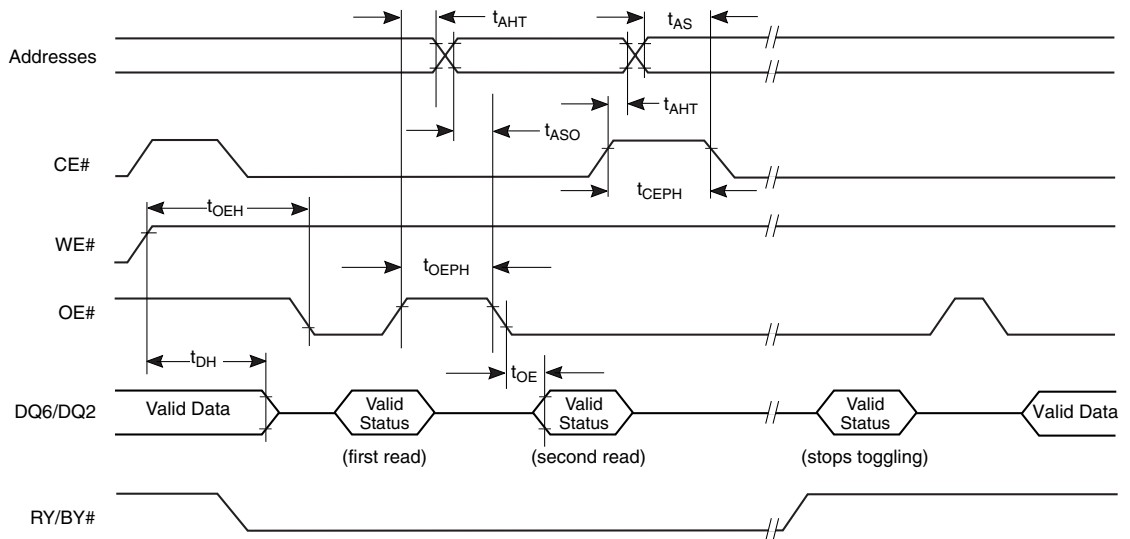 tAHT
tAS
Addresses
tAHT
tASO
CE#
tCEPH
tOEH
WE#
tOEPH
OE#
tDH
tOE
DQ6/DQ2
Valid Data
Valid
Status
Valid
Status
Valid
Status
Valid Data
(first read)
(second read)
(stops toggling)
RY/BY#